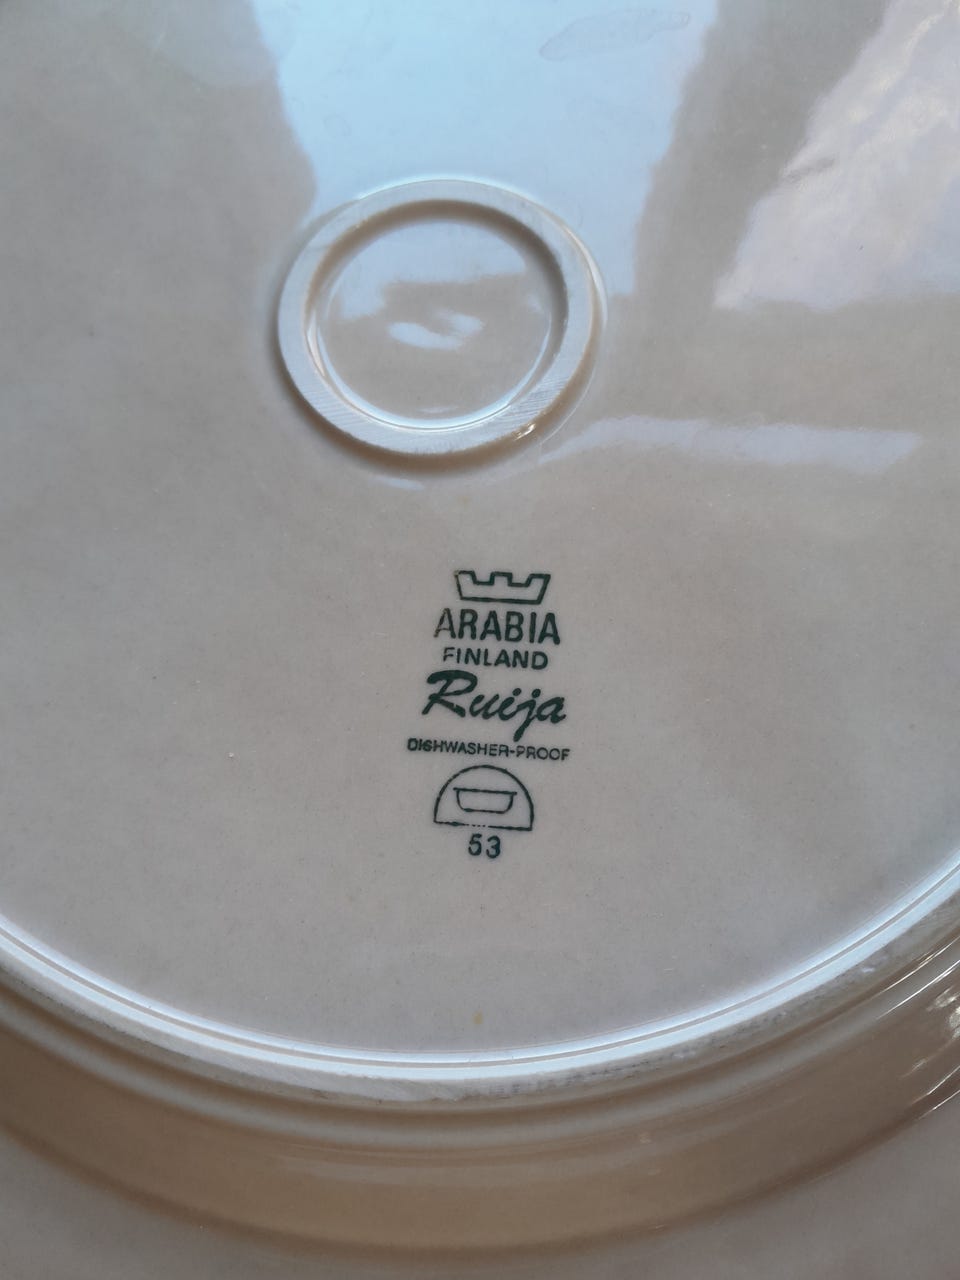 ARABIA
FINLAND
Ruija
DISHWASHER-PROOF
53